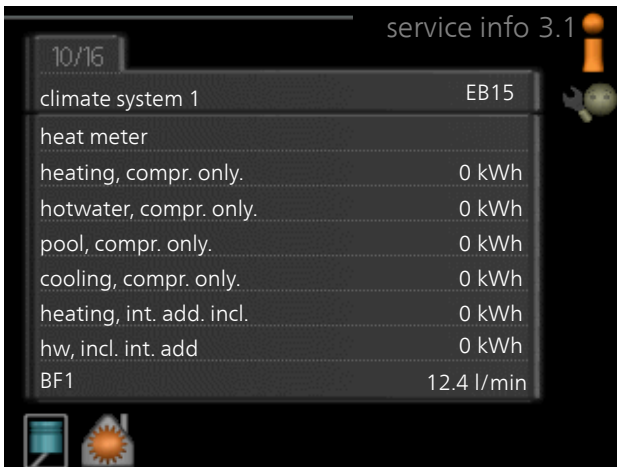 service info 3.1
10/16
climate system 1 EB15
heat meter
heating, compr. only. 0 kWh
hotwater, compr. only. 0 kWh
pool, compr. only. 0 kWh
cooling, compr. only. 0 kWh
heating, int. add. incl. 0 kWh
hw, incl. int. add 0 kWh
BF1 12.4 l/min